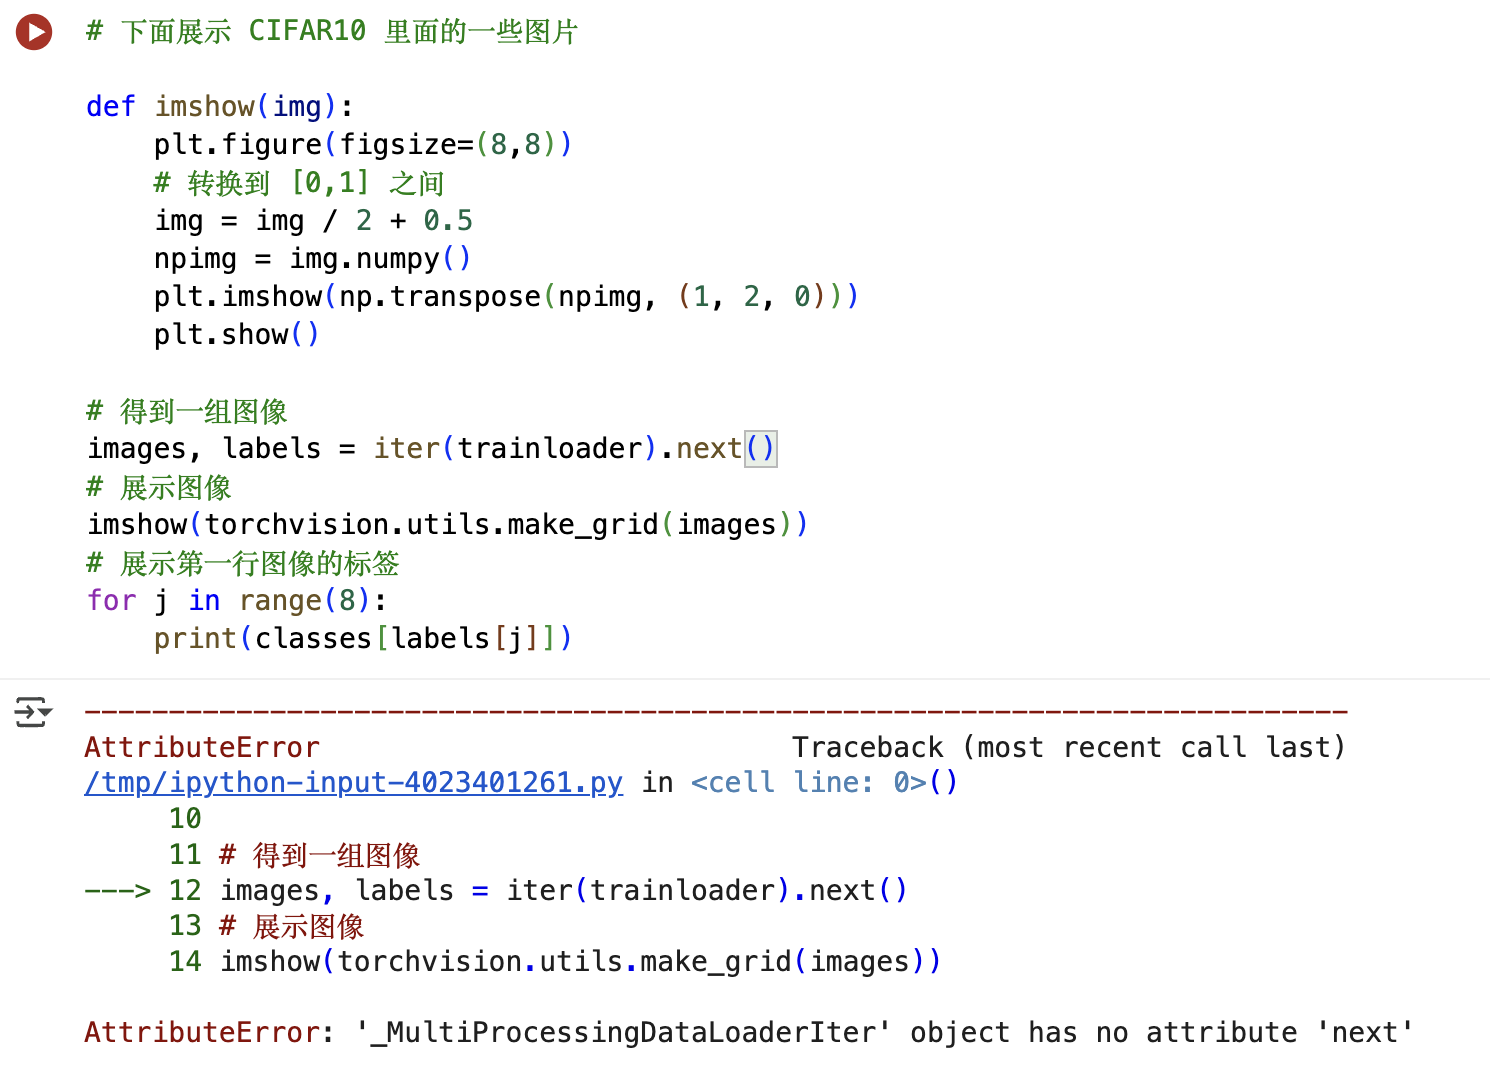 # 下面展示 CIFAR10 里面的一些图片
def imshow(img):
    plt.figure(figsize=(8,8))
    # 转换到 [0,1] 之间
    img = img / 2 + 0.5
    npimg = img.numpy()
    plt.imshow(np.transpose(npimg, (1, 2, 0)))
    plt.show()
# 得到一组图像
images, labels = iter(trainloader).next()
# 展示图像
imshow(torchvision.utils.make_grid(images))
# 展示第一行图像的标签
for j in range(8):
    print(classes[labels[j]])
---------------------------------------------------------------------------
AttributeError                            Traceback (most recent call last)
/tmp/ipython-input-4023401261.py in <cell line: 0>()
     10
     11 # 得到一组图像
---> 12 images, labels = iter(trainloader).next()
     13 # 展示图像
     14 imshow(torchvision.utils.make_grid(images))
AttributeError: '_MultiProcessingDataLoaderIter' object has no attribute 'next'